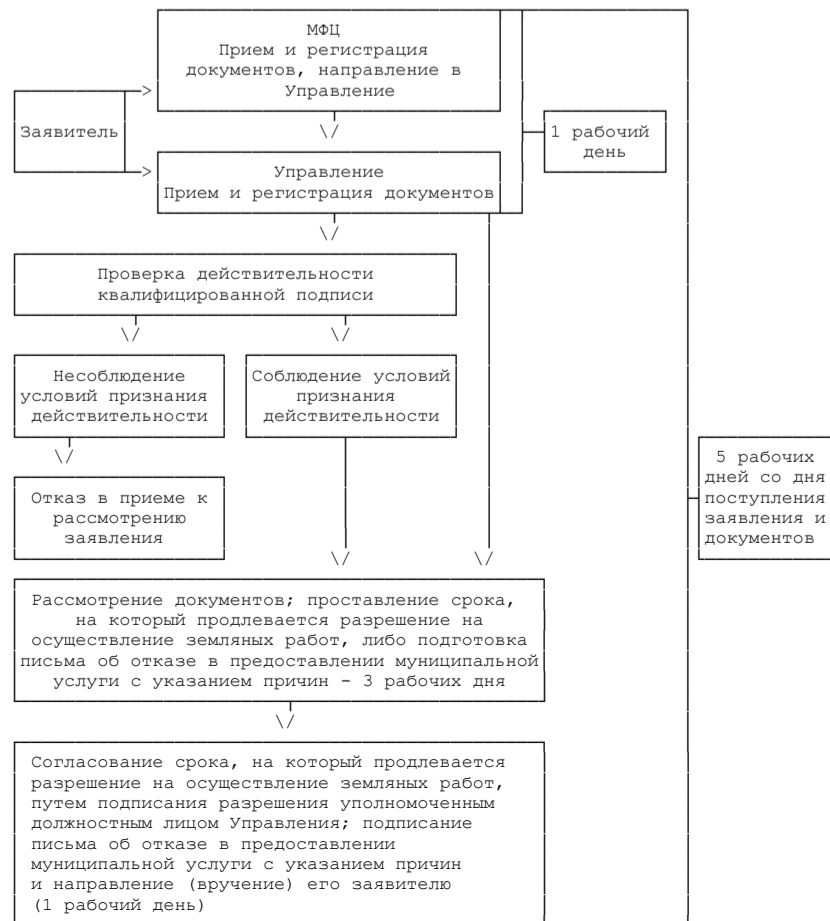 МФЦ
Прием и регистрация
документов, направление в
Управление
Заявитель
1 рабочий
день
Управление
Прием и регистрация документов
Проверка действительности
квалифицированной подписи
Несоблюдение
условий признания
действительности
Соблюдение условий
признания
действительности
Отказ в приеме к
рассмотрению
заявления
5 рабочих
дней со дня
поступления
заявления и
документов
Рассмотрение документов; проставление срока,
на который продлевается разрешение на
осуществление земляных работ, либо подготовка
письма об отказе в предоставлении муниципальной
услуги с указанием причин - 3 рабочих дня
Согласование срока, на который продлевается
разрешение на осуществление земляных работ,
путем подписания разрешения уполномоченным
должностным лицом Управления; подписание
письма об отказе в предоставлении
муниципальной услуги с указанием причин
и направление (вручение) его заявителю
(1 рабочий день)